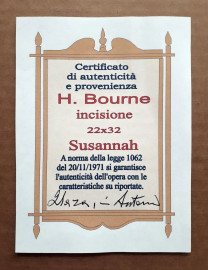 Certificato
di autenticità
e provenienza
H. Bourne
incisione
22x32
Susannah
A norma della legge 1062
del 20/11/1971 si garantisce
l'autenticità dell'opera con le
caratteristiche su riportate.